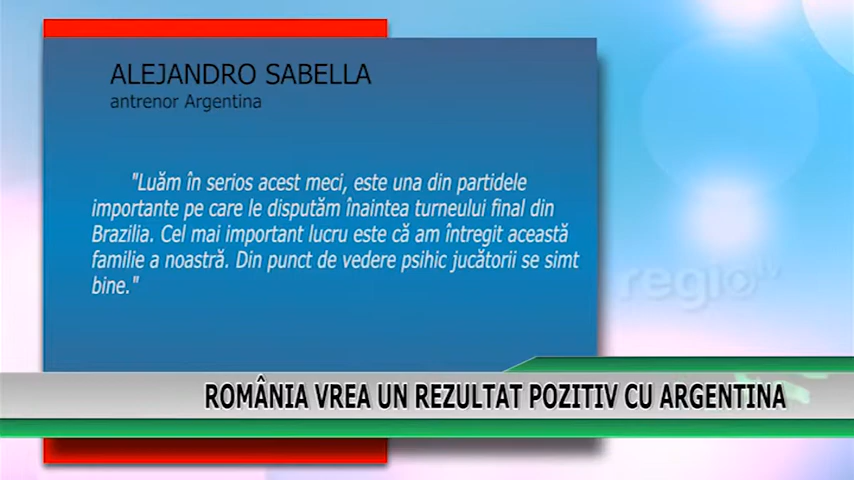 ALEJANDRO SABELLA
antrenor Argentina
"Luăm în serios acest meci, este una din partidele
importante pe care le disputăm înaintea turneului final din
Brazilia. Cel mai important lucru este că am întregit această
familie a noastră. Din punct de vedere psihic jucătorii se simt
bine."
regio tv
ROMÂNIA VREA UN REZULTAT POZITIV CU ARGENTINA